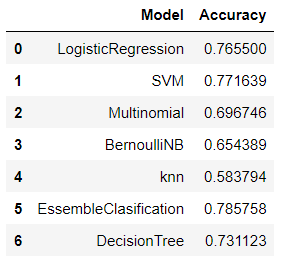 Model Accuracy
0 LogisticRegression 0.765500
1 SVM 0.771639
2 Multinomial 0.696746
3 BernoulliNB 0.654389
4 knn 0.583794
5 EssembleClasification 0.785758
6 DecisionTree 0.731123